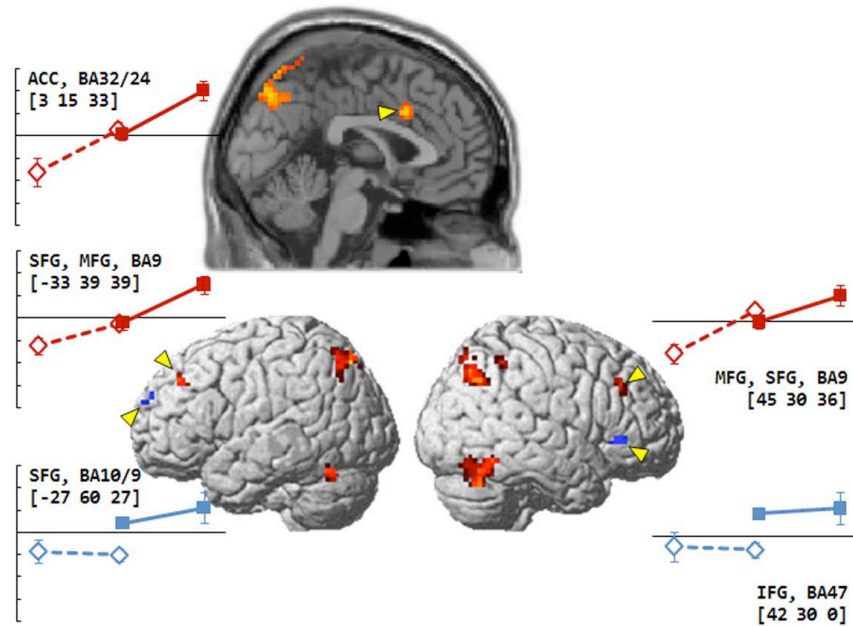 ACC, BA32/24
[3 15 33]
SFG, MFG, BA9
[-33 39 39]
MFG, SFG, BA9
[45 30 36]
SFG, BA10/9
[-27 60 27]
IFG, BA47
[42 30 0]